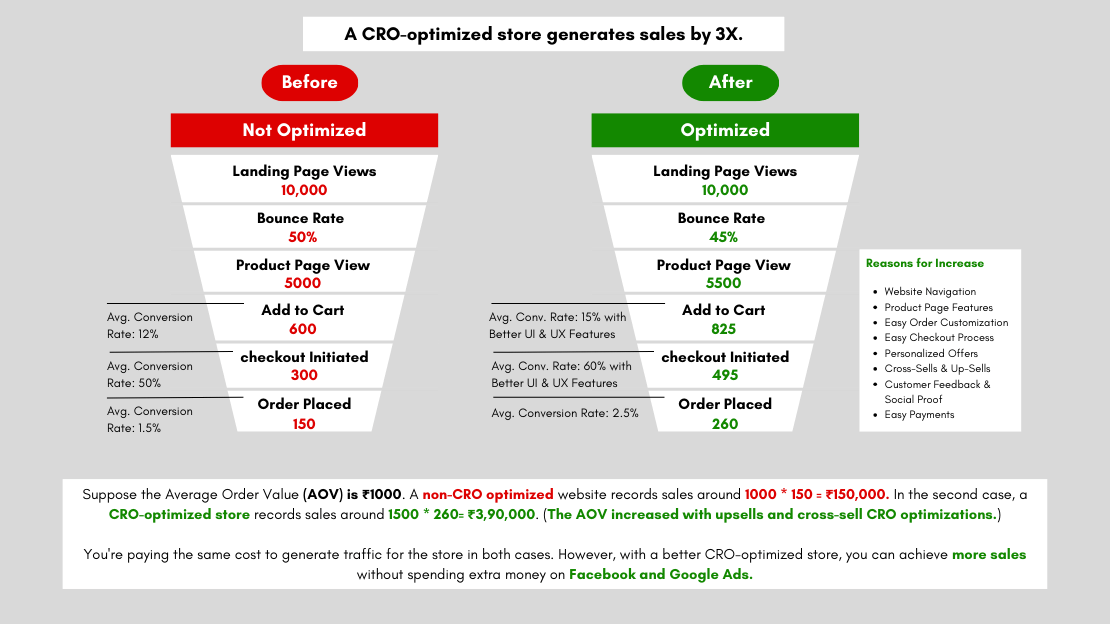 A CRO-optimized store generates sales by 3X.
Before
Not Optimized
Landing Page Views
10,000
Bounce Rate
50%
Product Page View
5000
Add to Cart
600
checkout Initiated
300
Order Placed
150
Avg. Conversion
Rate: 12%
Avg. Conversion
Rate: 50%
Avg. Conversion
Rate: 1.5%
After
Optimized
Landing Page Views
10,000
Bounce Rate
45%
Product Page View
5500
Add to Cart
825
checkout Initiated
495
Order Placed
260
Avg. Conv. Rate: 15% with
Better UI & UX Features
Avg. Conv. Rate: 60% with
Better UI & UX Features
Avg. Conversion Rate: 2.5%
Reasons for Increase
• Website Navigation
• Product Page Features
• Easy Order Customization
• Easy Checkout Process
• Personalized Offers
• Cross-Sells & Up-Sells
• Customer Feedback &
Social Proof
• Easy Payments
Suppose the Average Order Value (AOV) is ₹1000. A non-CRO optimized website records sales around 1000 * 150 = ₹150,000. In the second case, a
CRO-optimized store records sales around 1500 * 260= ₹3,90,000. (The AOV increased with upsells and cross-sell CRO optimizations.)
You're paying the same cost to generate traffic for the store in both cases. However, with a better CRO-optimized store, you can achieve more sales
without spending extra money on Facebook and Google Ads.